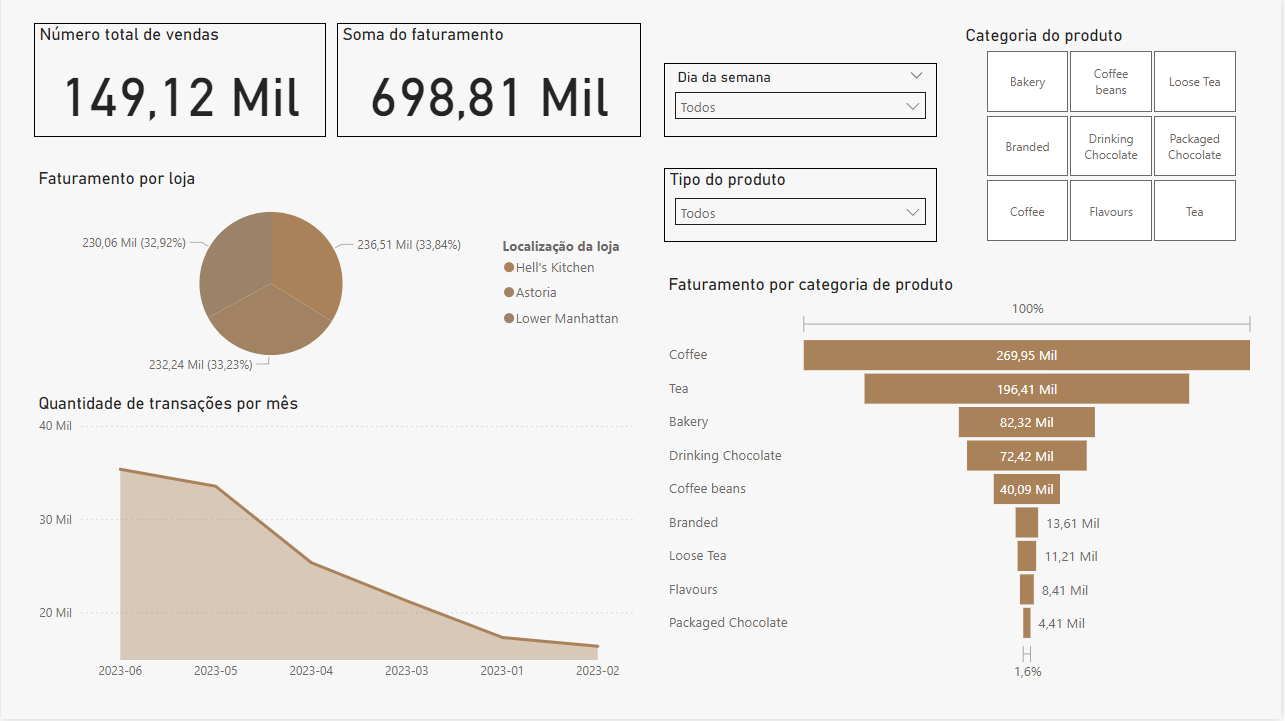 Número total de vendas
149,12 Mil
Soma do faturamento
698,81 Mil
Dia da semana
Todos
Tipo do produto
Todos
Categoria do produto
Bakery
Coffee
beans
Loose Tea
Branded
Drinking
Chocolate
Packaged
Chocolate
Coffee
Flavours
Tea
Faturamento por loja
230,06 Mil (32,92%)
236,51 Mil (33,84%)
232,24 Mil (33,23%)
Localização da loja
Hell's Kitchen
Astoria
Lower Manhattan
Quantidade de transações por mês
40 Mil
30 Mil
20 Mil
2023-06
2023-05
2023-04
2023-03
2023-01
2023-02
Faturamento por categoria de produto
100%
Coffee
269,95 Mil
Tea
196,41 Mil
Bakery
82,32 Mil
Drinking Chocolate
72,42 Mil
Coffee beans
40,09 Mil
Branded
13,61 Mil
Loose Tea
11,21 Mil
Flavours
8,41 Mil
Packaged Chocolate
4,41 Mil
1,6%